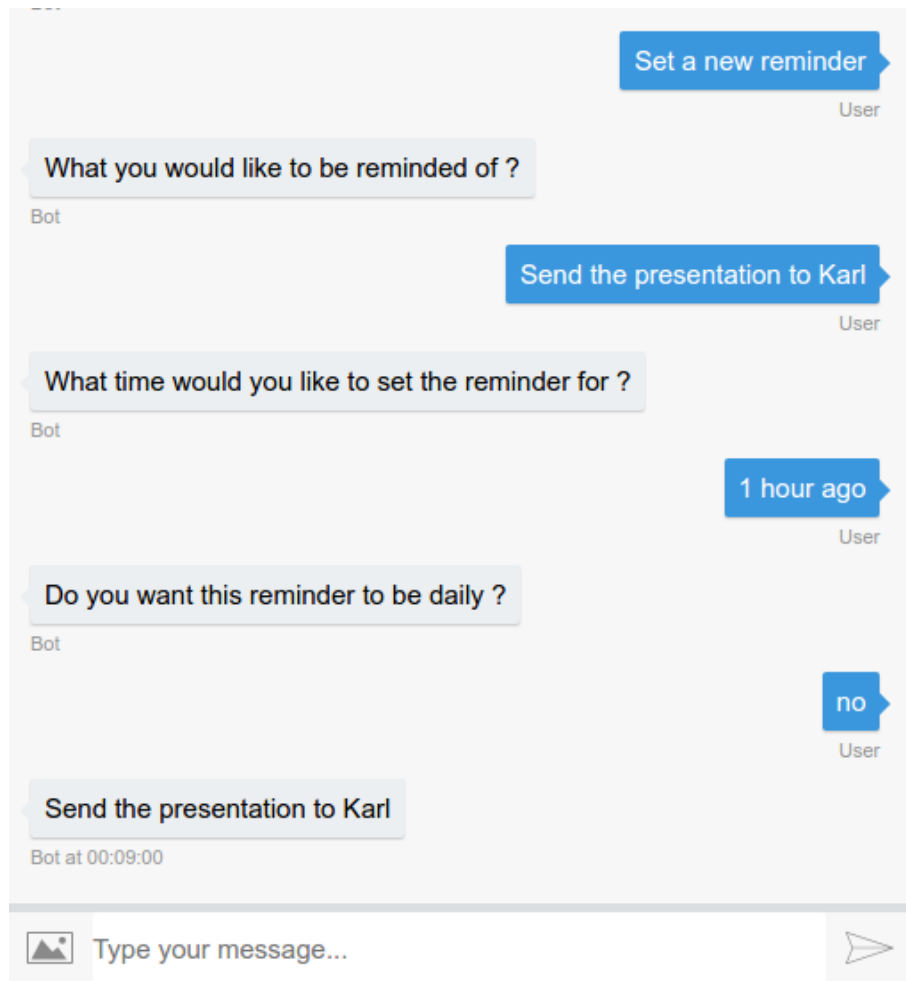 Set a new reminder
User
What you would like to be reminded of ?
Bot
Send the presentation to Karl
User
What time would you like to set the reminder for ?
Bot
1 hour ago
User
Do you want this reminder to be daily ?
Bot
no
User
Send the presentation to Karl
Bot at 00:09:00
Type your message...